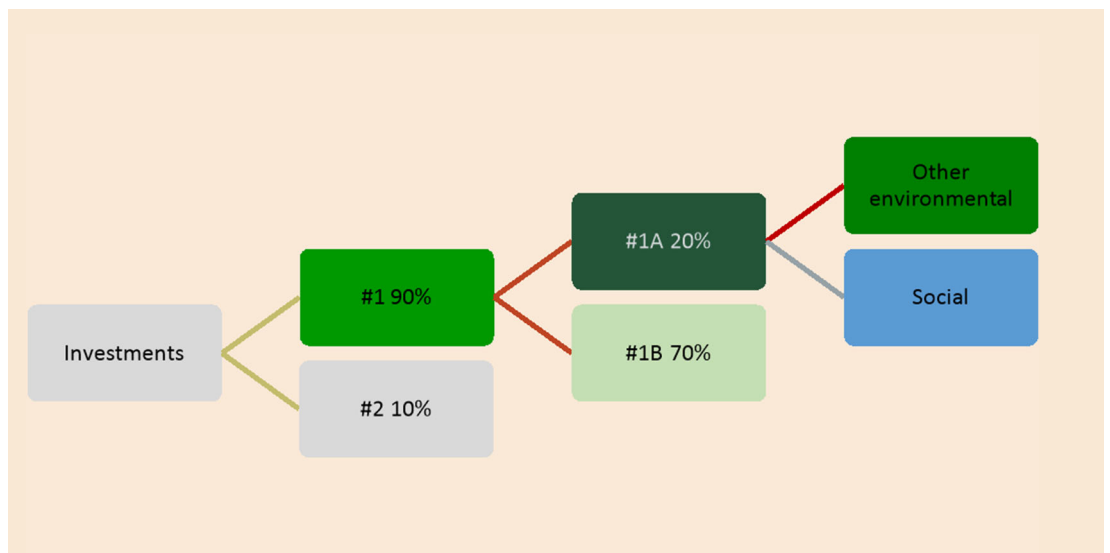 Investments
#1 90%
#2 10%
#1A 20%
#1B 70%
Other
environmental
Social